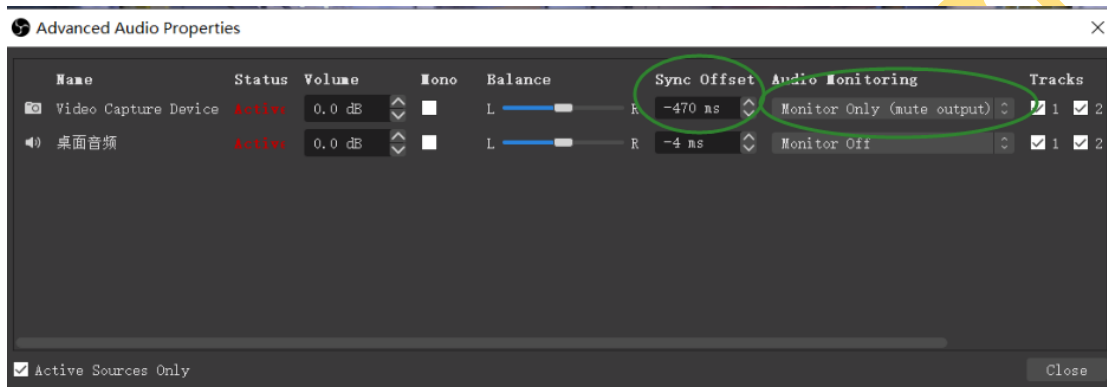 Advanced Audio Properties
Name Status Volume Mono Balance Sync Offset Audio Monitoring Tracks
Video Capture Device Active 0.0 dB L R -470 ms Monitor Only (mute output) 1 2
桌面音频 Active 0.0 dB L R -4 ms Monitor Off 1 2
Active Sources Only Close